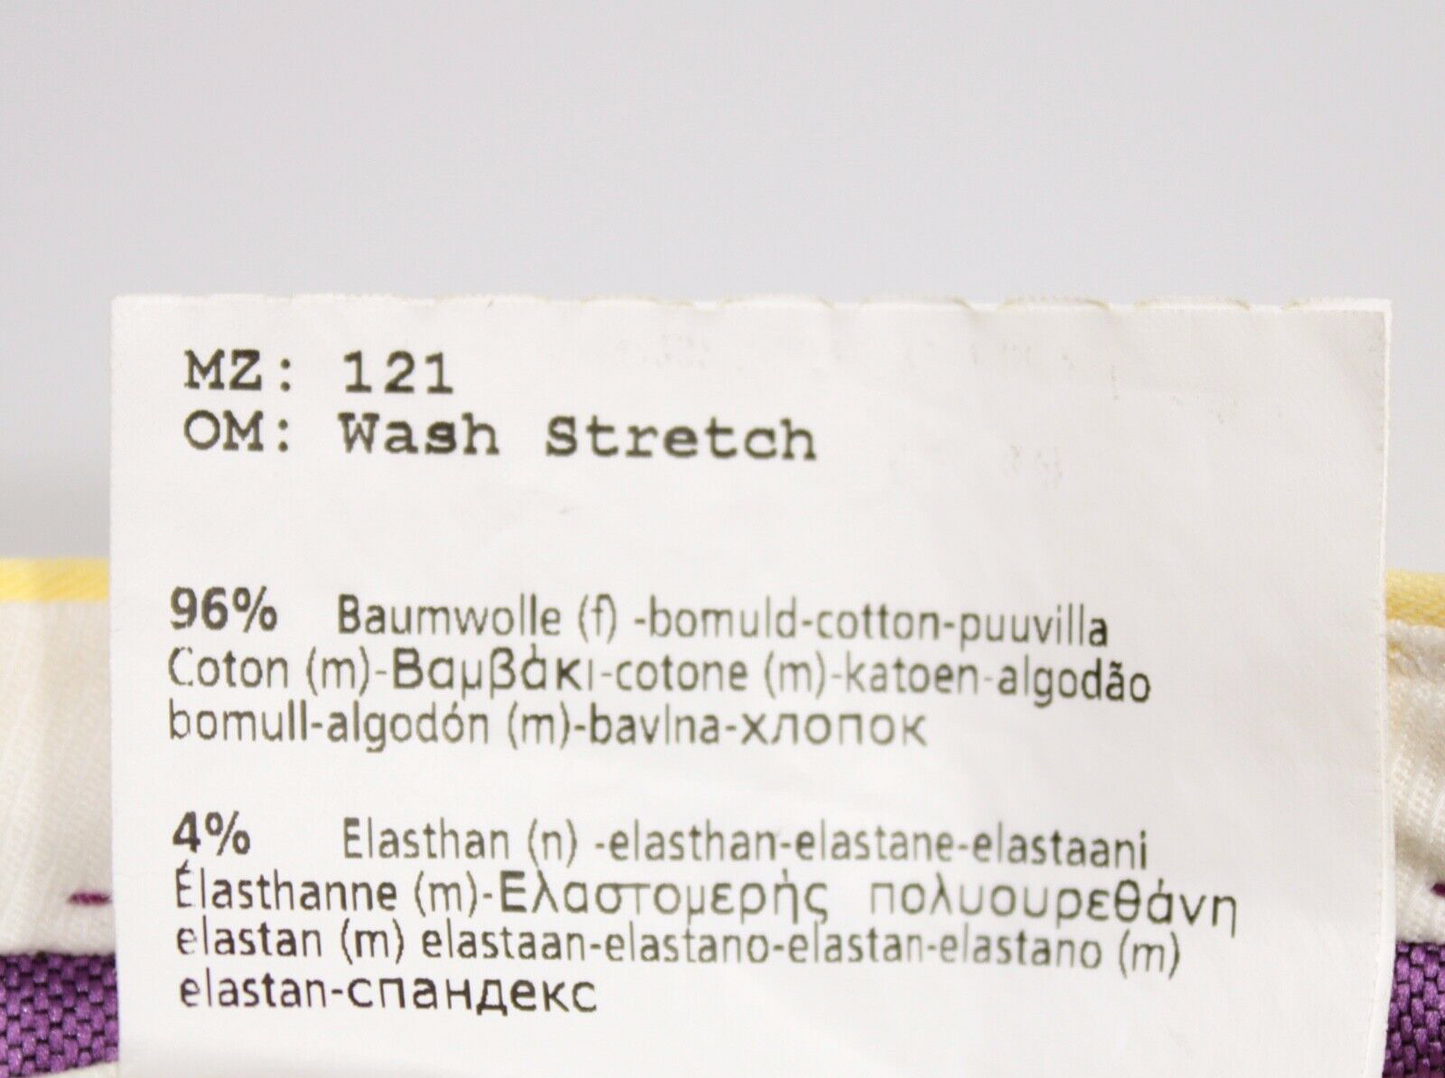 MZ: 121
OM: Wash Stretch
96% Baumwolle (f) -bomuld-cotton-puuvilla
Coton (m)-Βαμβάκι-cotone (m)-katoen-algodão
bomull-algodón (m)-bavlna-хлопок
4% Elasthan (n) -elasthan-elastane-elastaani
Élasthanne (m)-Ελαστομερής πολυουρεθάνη
elastan (m) elastaan-elastano-elastan-elastano (m)
elastan-спандекс